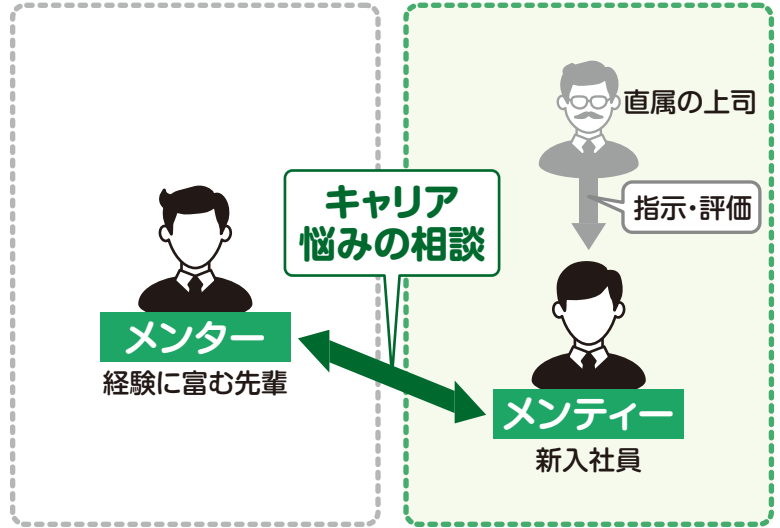 直属の上司
指示・評価
キャリア
悩みの相談
メンター
経験に富む先輩
メンティー
新入社員